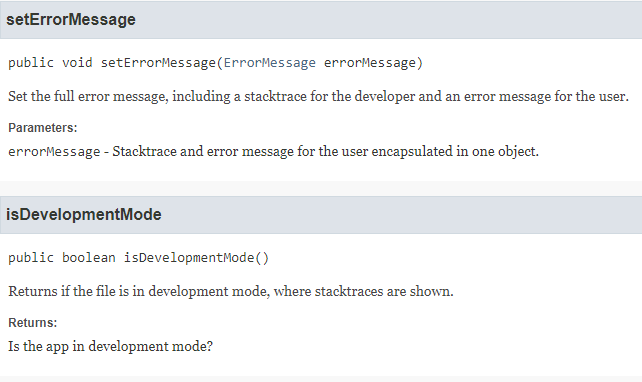 setErrorMessage
public void setErrorMessage(ErrorMessage errorMessage)
Set the full error message, including a stacktrace for the developer and an error message for the user.
Parameters:
errorMessage - Stacktrace and error message for the user encapsulated in one object.
isDevelopmentMode
public boolean isDevelopmentMode()
Returns if the file is in development mode, where stacktraces are shown.
Returns:
Is the app in development mode?